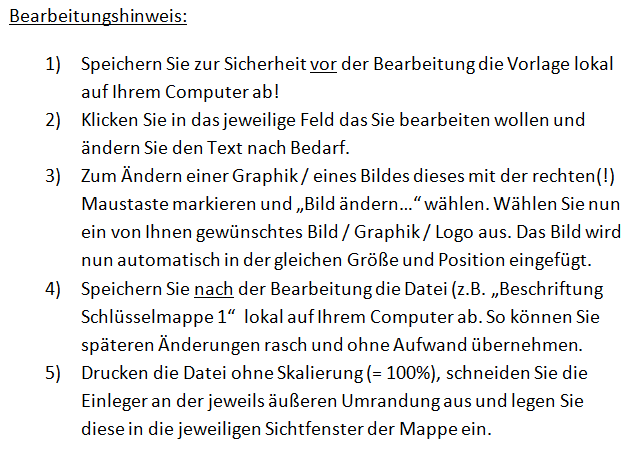 Bearbeitungshinweis:
1) Speichern Sie zur Sicherheit vor der Bearbeitung die Vorlage lokal
auf Ihrem Computer ab!
2) Klicken Sie in das jeweilige Feld das Sie bearbeiten wollen und
ändern Sie den Text nach Bedarf.
3) Zum Ändern einer Graphik / eines Bildes dieses mit der rechten(!)
Maustaste markieren und „Bild ändern…“ wählen. Wählen Sie nun
ein von Ihnen gewünschtes Bild / Graphik / Logo aus. Das Bild wird
nun automatisch in der gleichen Größe und Position eingefügt.
4) Speichern Sie nach der Bearbeitung die Datei (z.B. „Beschriftung
Schlüsselmappe 1“  lokal auf Ihrem Computer ab. So können Sie
späteren Änderungen rasch und ohne Aufwand übernehmen.
5) Drucken die Datei ohne Skalierung (= 100%), schneiden Sie die
Einleger an der jeweils äußeren Umrandung aus und legen Sie
diese in die jeweiligen Sichtfenster der Mappe ein.